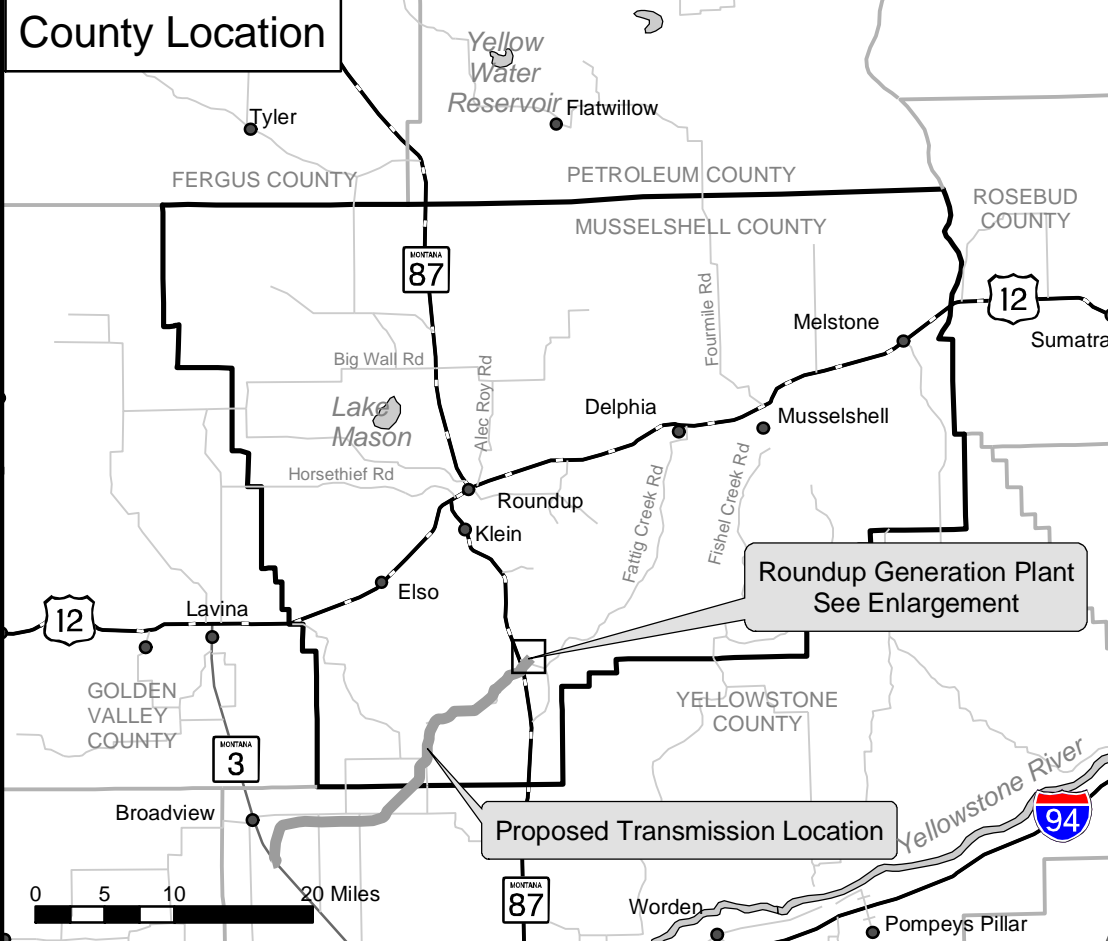 County Location
Yellow
Water
Reservoir
Flatwillow
Tyler
FERGUS COUNTY
PETROLEUM COUNTY
ROSEBUD
COUNTY
MUSSELSHELL COUNTY
MONTANA
87
12
Melstone
Sumatra
Fourmile Rd
Big Wall Rd
Alec Roy Rd
Lake
Mason
Delphia
Musselshell
Horsethief Rd
Roundup
Fattig Creek Rd
Fishel Creek Rd
Klein
Roundup Generation Plant
See Enlargement
Elso
12
Lavina
GOLDEN
VALLEY
COUNTY
YELLOWSTONE
COUNTY
MONTANA
3
Yellowstone River
94
Broadview
Proposed Transmission Location
0 5 10 20 Miles
MONTANA
87
Worden
Pompeys Pillar